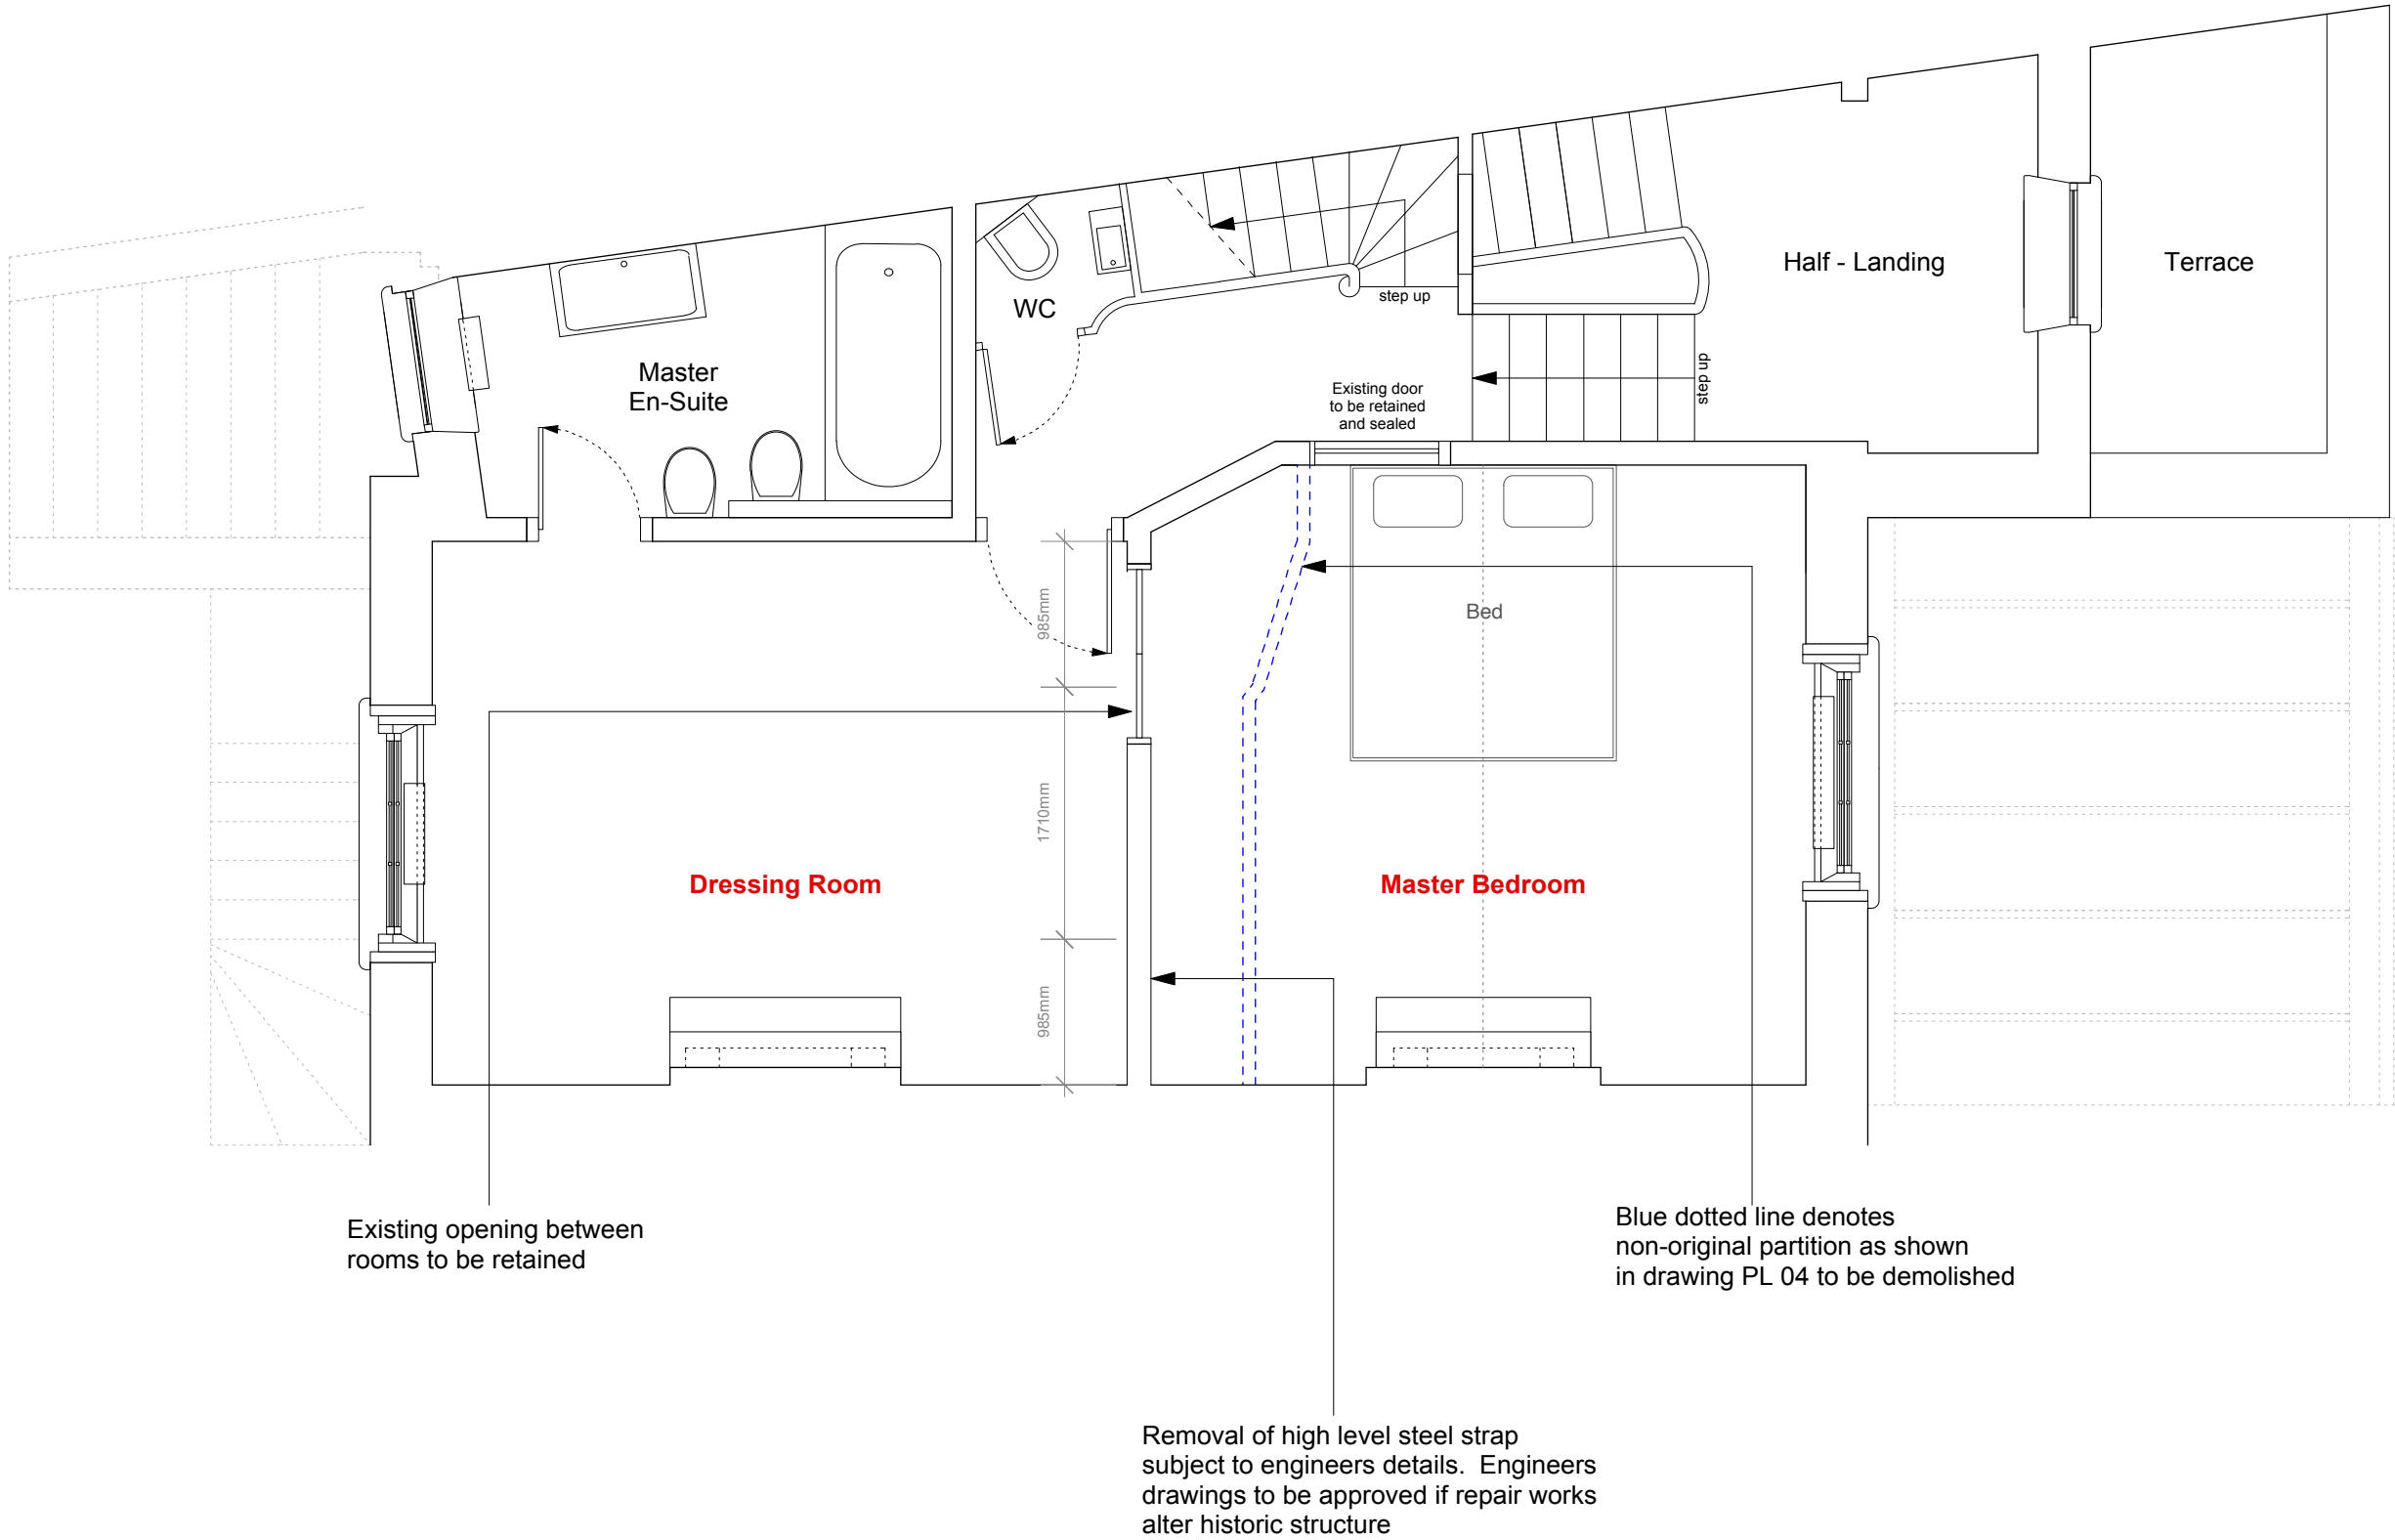 Half - Landing
Terrace
WC
step up
Master
En-Suite
step up
Existing door
to be retained
and sealed
985mm
Bed
1710mm
Dressing Room
Master Bedroom
985mm
Existing opening between
rooms to be retained
Blue dotted line denotes
non-original partition as shown
in drawing PL 04 to be demolished
Removal of high level steel strap
subject to engineers details.  Engineers
drawings to be approved if repair works
alter historic structure